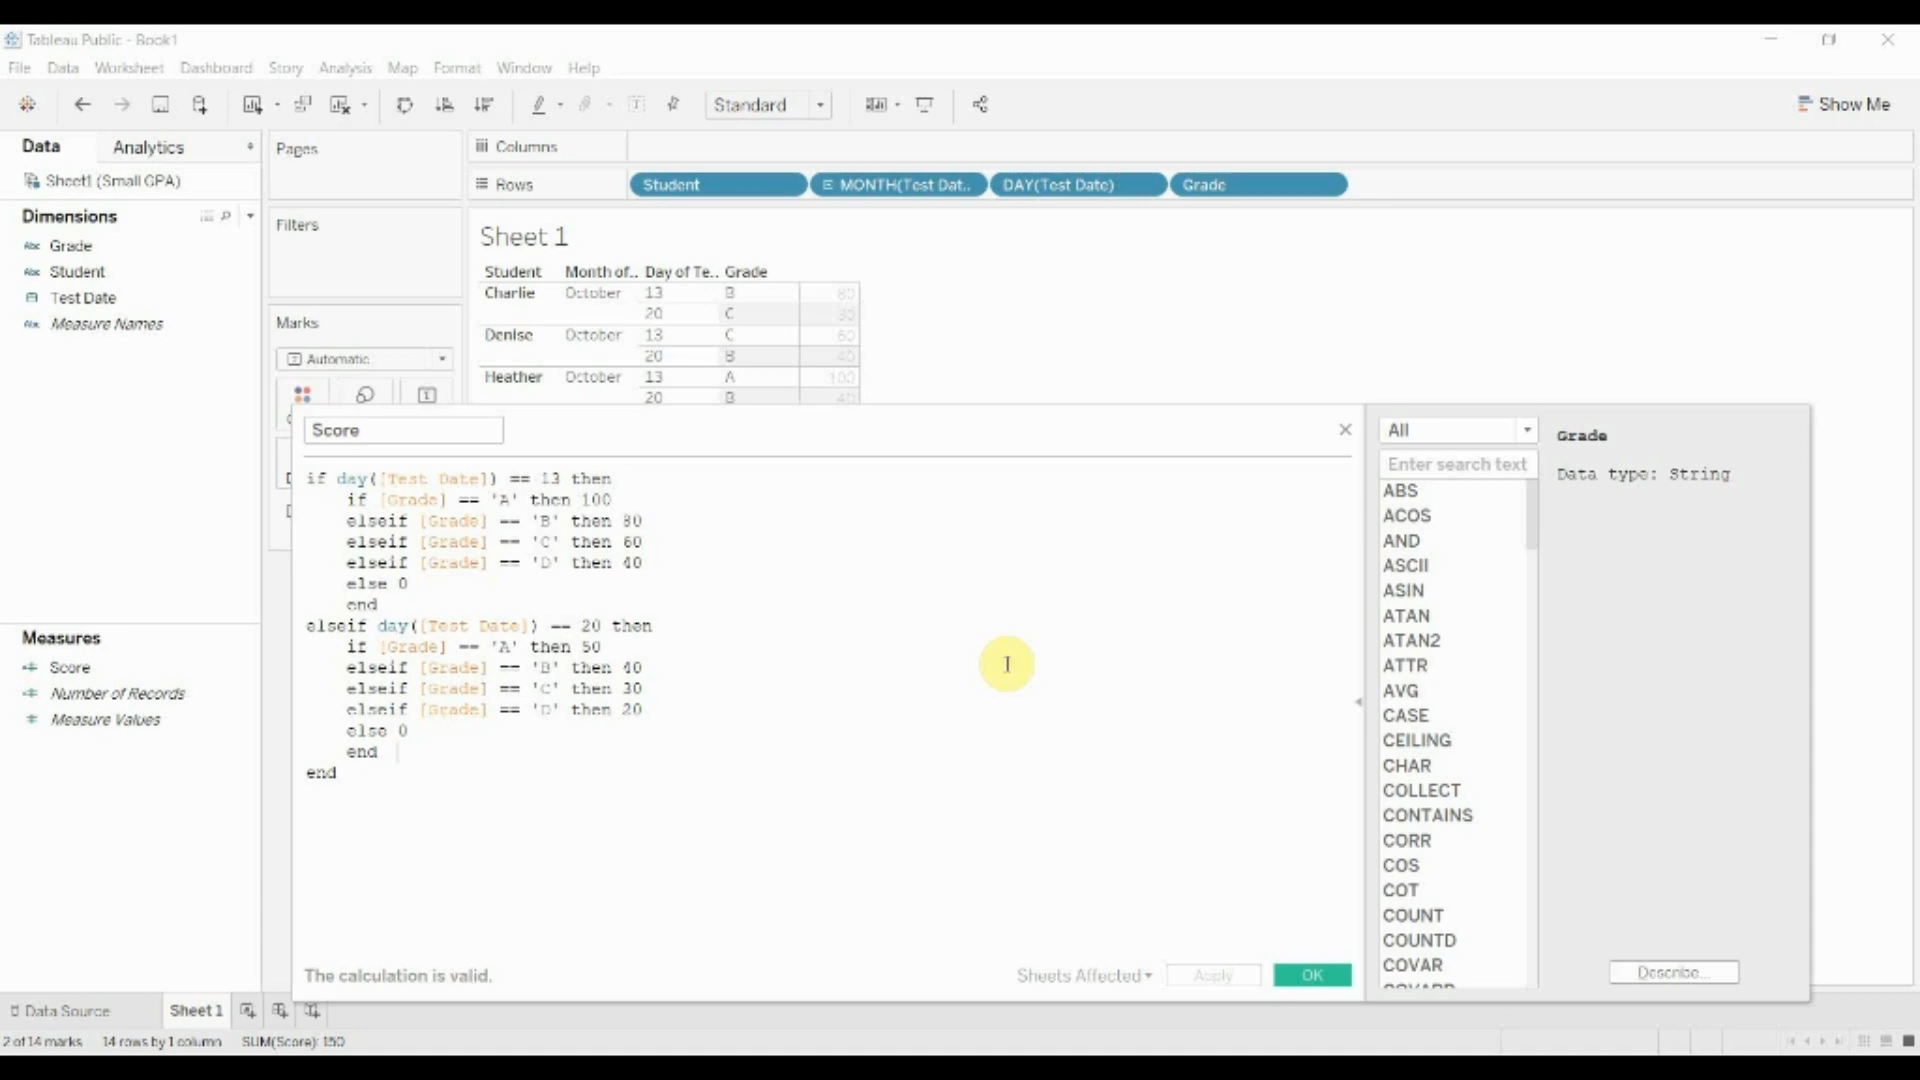 Tableau Public - Book1
File Data Worksheet Dashboard Story Analysis Map Format Window Help
Standard
Show Me
Data Analytics
Pages
Columns
Sheet1 (Small GPA)
Rows Student MONTH(Test Dat.. DAY(Test Date) Grade
Dimensions
Filters
Grade
Student
Test Date
Measure Names
Sheet 1
Student Month of.. Day of Te.. Grade
Charlie October 13 B 80
20 C 30
Denise October 13 C 60
20 B 40
Heather October 13 A 100
20 B 40
Marks
Automatic
Score
if day([Test Date]) == 13 then
if [Grade] == 'A' then 100
elseif [Grade] == 'B' then 80
elseif [Grade] == 'C' then 60
elseif [Grade] == 'D' then 40
else 0
end
elseif day([Test Date]) == 20 then
if [Grade] == 'A' then 50
elseif [Grade] == 'B' then 40
elseif [Grade] == 'C' then 30
elseif [Grade] == 'D' then 20
else 0
end
end
The calculation is valid.
Sheets Affected
Apply
OK
All
Enter search text
ABS
ACOS
AND
ASCII
ASIN
ATAN
ATAN2
ATTR
AVG
CASE
CEILING
CHAR
COLLECT
CONTAINS
CORR
COS
COT
COUNT
COUNTD
COVAR
Grade
Data type: String
Describe...
Measures
Score
Number of Records
Measure Values
Data Source Sheet 1
2 of 14 marks 14 rows by 1 column SUM(Score): 150